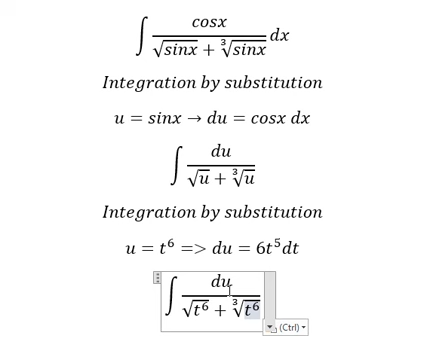 ∫ cosx / (√sinx + ∛sinx) dx
Integration by substitution
u = sinx → du = cosx dx
∫ du / (√u + ∛u)
Integration by substitution
u = t⁶ => du = 6t⁵dt
∫ du / (√t⁶ + ∛t⁶)
(Ctrl)